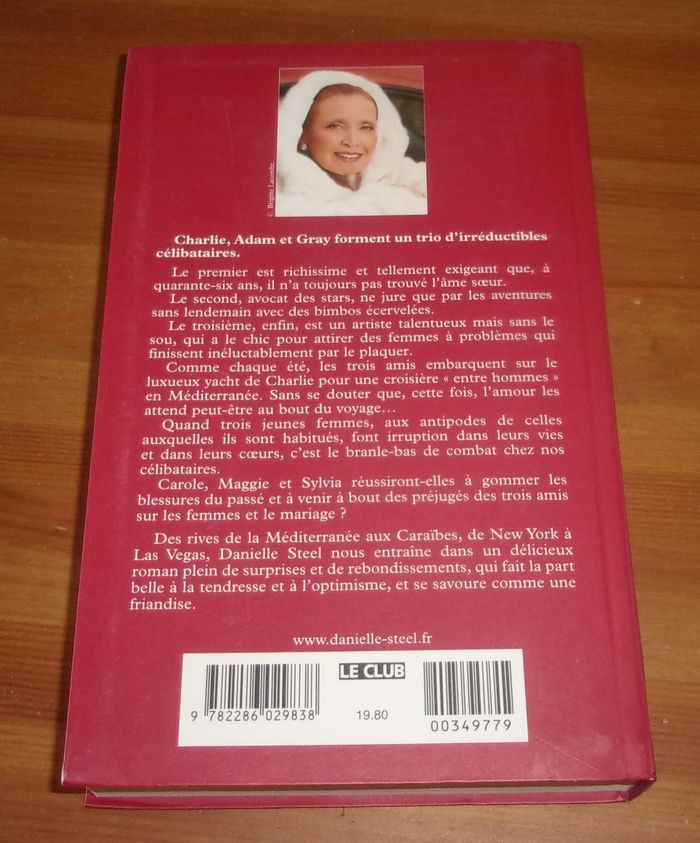 © Brigitte Lacombe.
Charlie, Adam et Gray forment un trio d'irréductibles
célibataires.
Le premier est richissime et tellement exigeant que, à
quarante-six ans, il n'a toujours pas trouvé l'âme sœur.
Le second, avocat des stars, ne jure que par les aventures
sans lendemain avec des bimbos écervelées.
Le troisième, enfin, est un artiste talentueux mais sans le
sou, qui a le chic pour attirer des femmes à problèmes qui
finissent inéluctablement par le plaquer.
Comme chaque été, les trois amis embarquent sur le
luxueux yacht de Charlie pour une croisière « entre hommes »
en Méditerranée. Sans se douter que, cette fois, l'amour les
attend peut-être au bout du voyage…
Quand trois jeunes femmes, aux antipodes de celles
auxquelles ils sont habitués, font irruption dans leurs vies
et dans leurs cœurs, c'est le branle-bas de combat chez nos
célibataires.
Carole, Maggie et Sylvia réussiront-elles à gommer les
blessures du passé et à venir à bout des préjugés des trois amis
sur les femmes et le mariage ?
Des rives de la Méditerranée aux Caraïbes, de New York à
Las Vegas, Danielle Steel nous entraîne dans un délicieux
roman plein de surprises et de rebondissements, qui fait la part
belle à la tendresse et à l'optimisme, et se savoure comme une
friandise.
www.danielle-steel.fr
LE CLUB
9 782286 029838
19.80
00349779